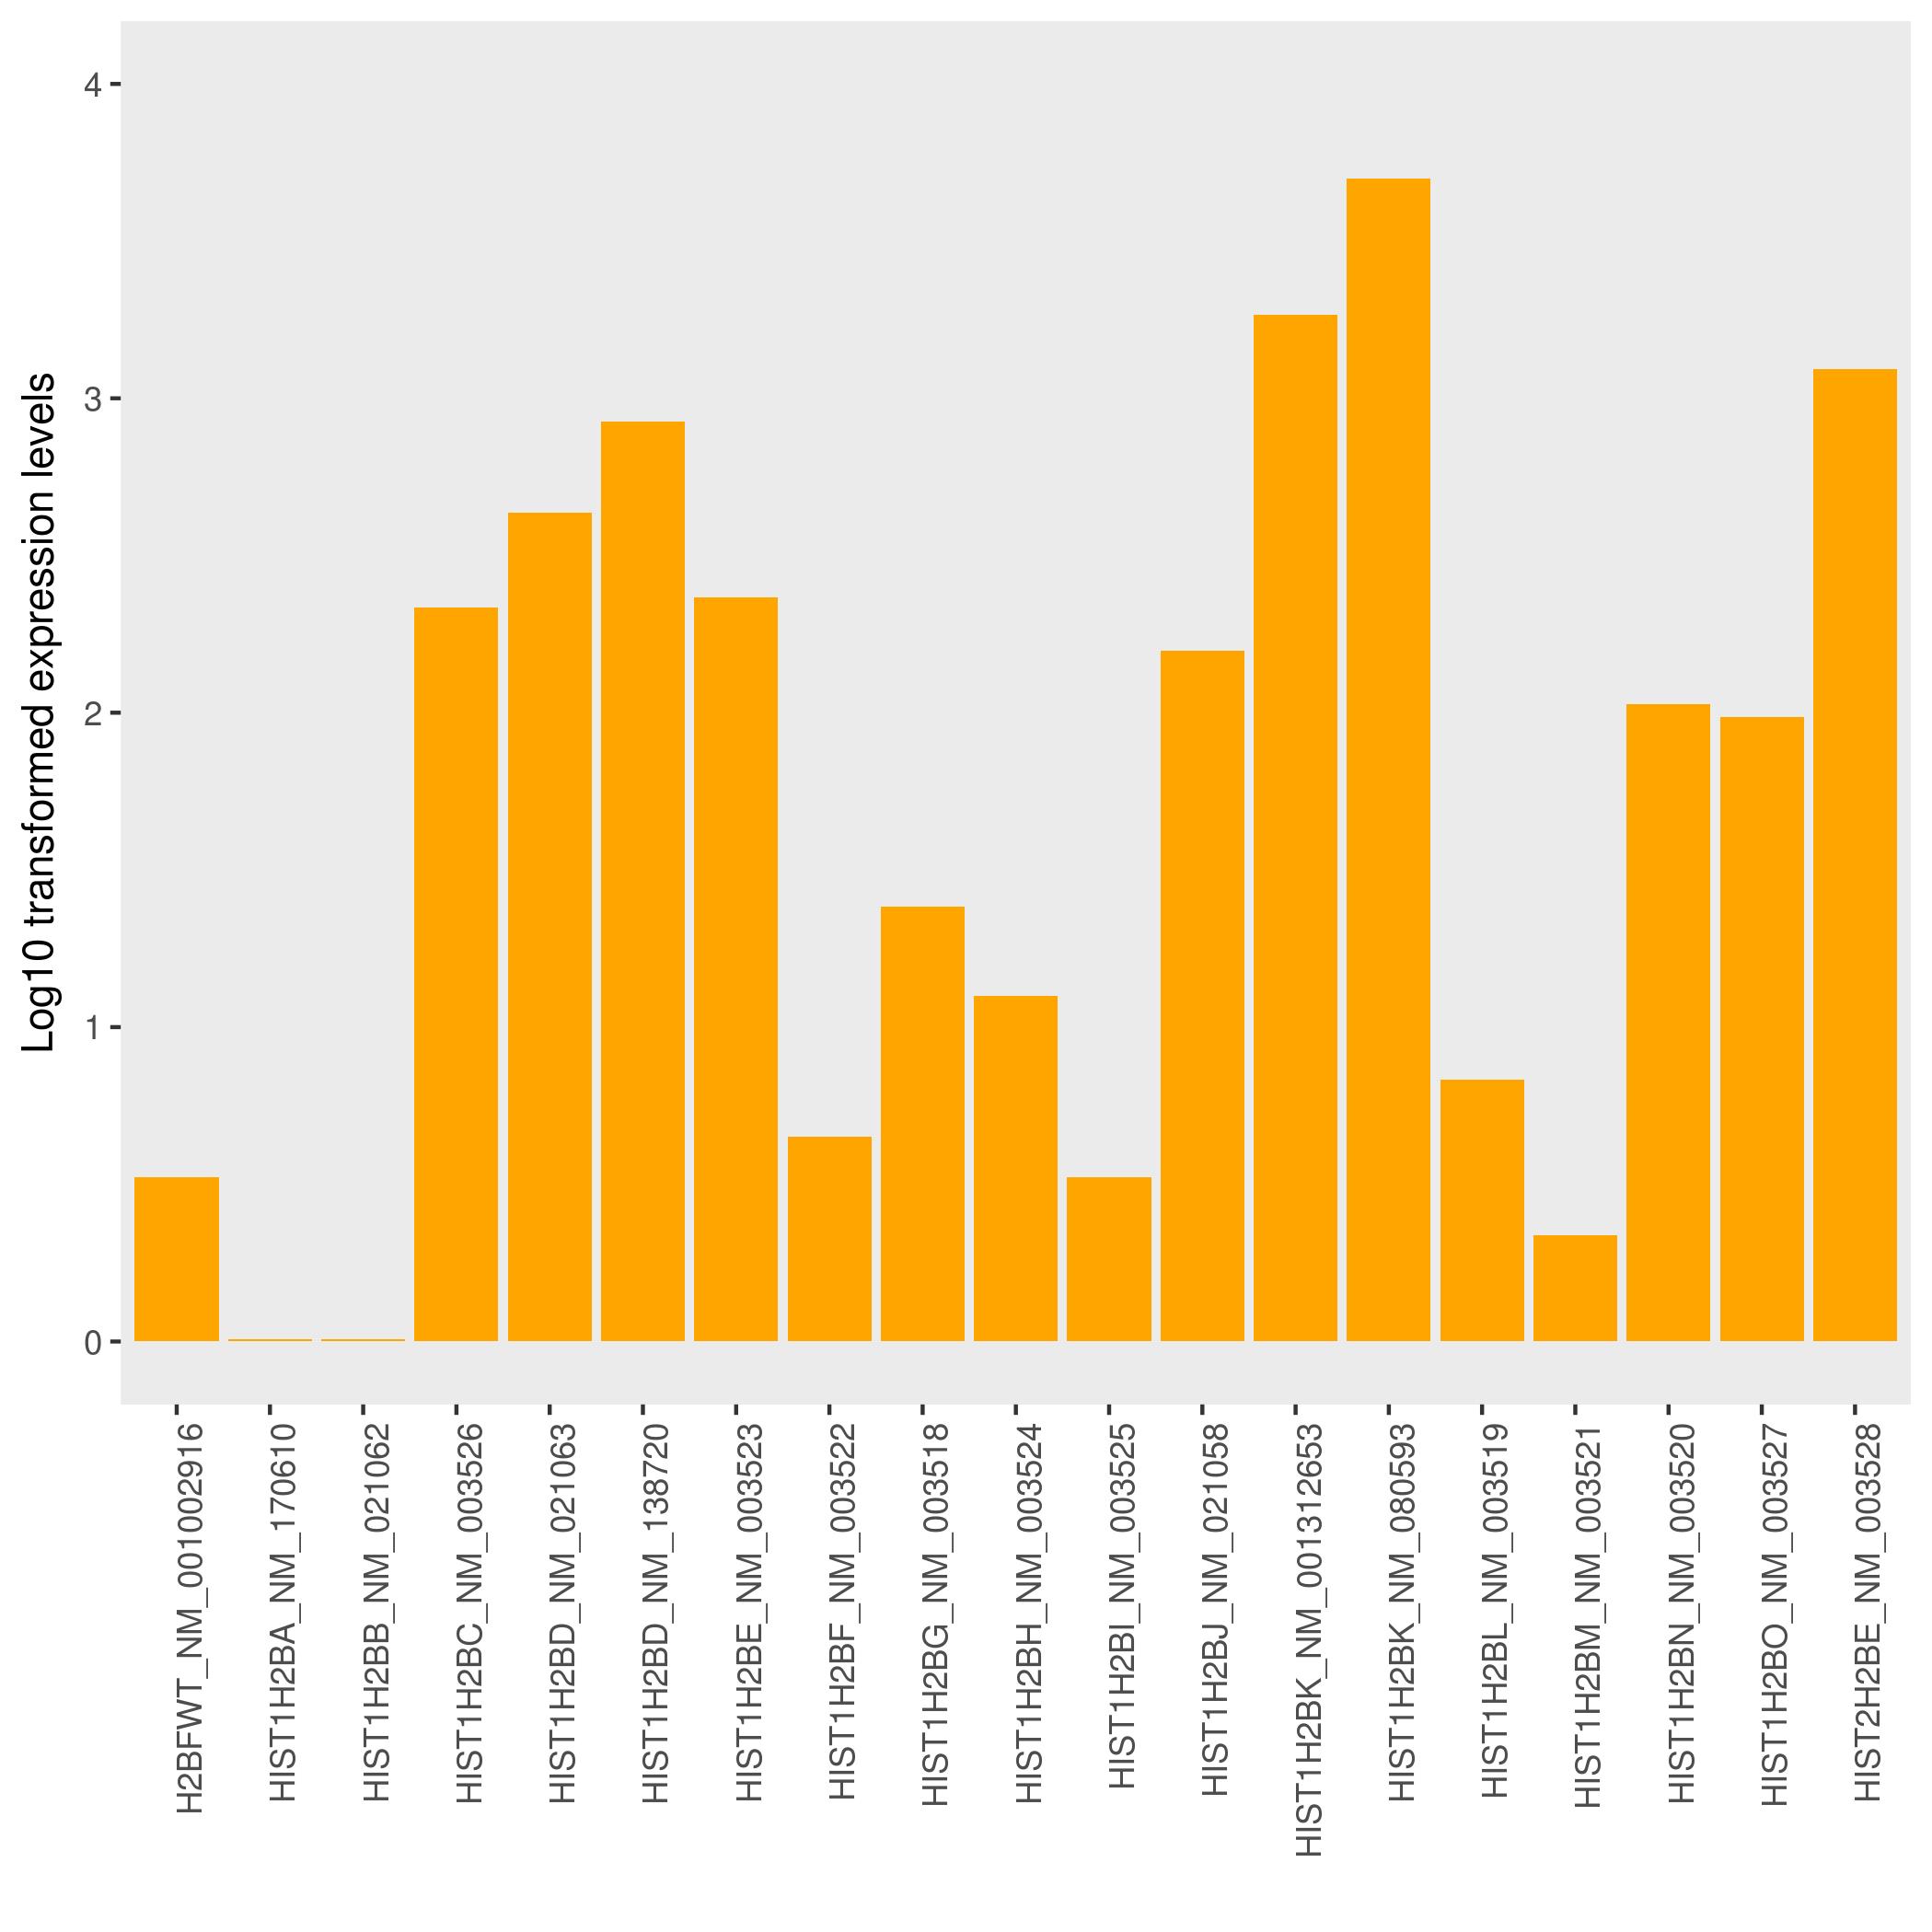 Log10 transformed expression levels
4
3
2
1
0
H2BFWT_NM_001002916
HIST1H2BA_NM_170610
HIST1H2BB_NM_021062
HIST1H2BC_NM_003526
HIST1H2BD_NM_021063
HIST1H2BD_NM_138720
HIST1H2BE_NM_003523
HIST1H2BF_NM_003522
HIST1H2BG_NM_003518
HIST1H2BH_NM_003524
HIST1H2BI_NM_003525
HIST1H2BJ_NM_021058
HIST1H2BK_NM_001312653
HIST1H2BK_NM_080593
HIST1H2BL_NM_003519
HIST1H2BM_NM_003521
HIST1H2BN_NM_003520
HIST1H2BO_NM_003527
HIST2H2BE_NM_003528